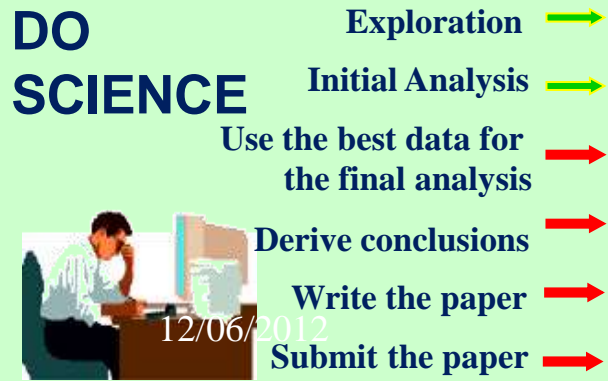 DO
SCIENCE
Exploration
Initial Analysis
Use the best data for
the final analysis
Derive conclusions
Write the paper
12/06/2012
Submit the paper